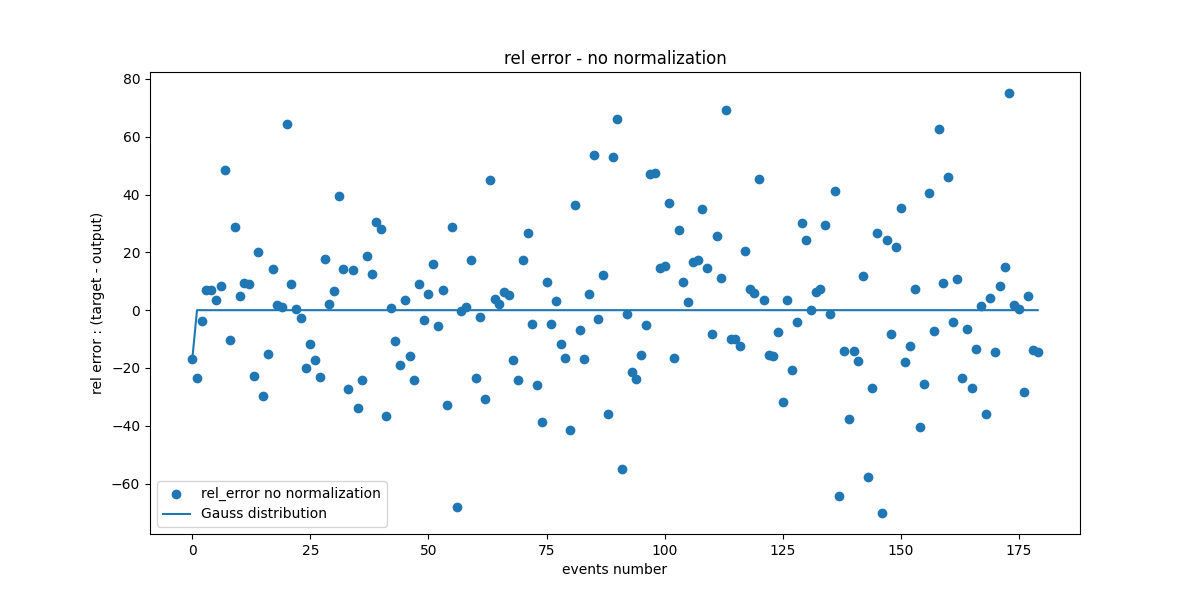 rel error - no normalization
rel error : (target - output)
80
60
40
20
0
−20
−40
−60
rel_error no normalization
Gauss distribution
0 25 50 75 100 125 150 175
events number